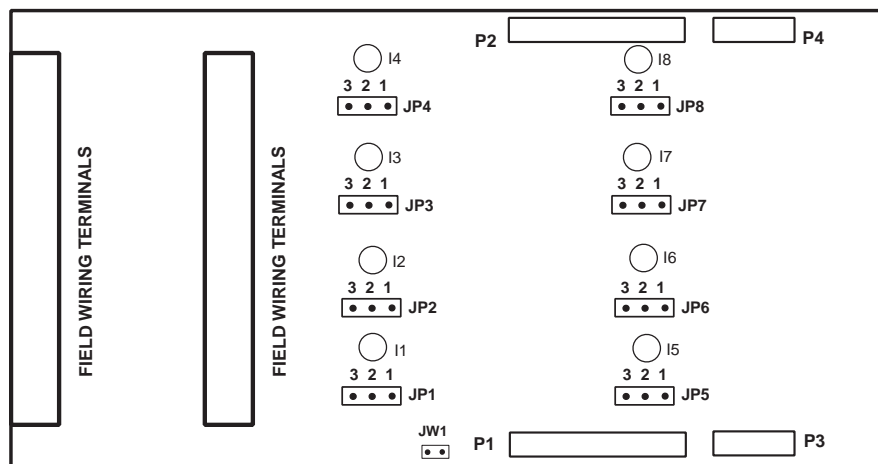 P2
P4
I4
I8
3 2 1
JP4
3 2 1
JP8
I3
I7
3 2 1
JP3
3 2 1
JP7
FIELD WIRING TERMINALS
FIELD WIRING TERMINALS
I2
I6
3 2 1
JP2
3 2 1
JP6
I1
I5
3 2 1
JP1
3 2 1
JP5
JW1
P1
P3